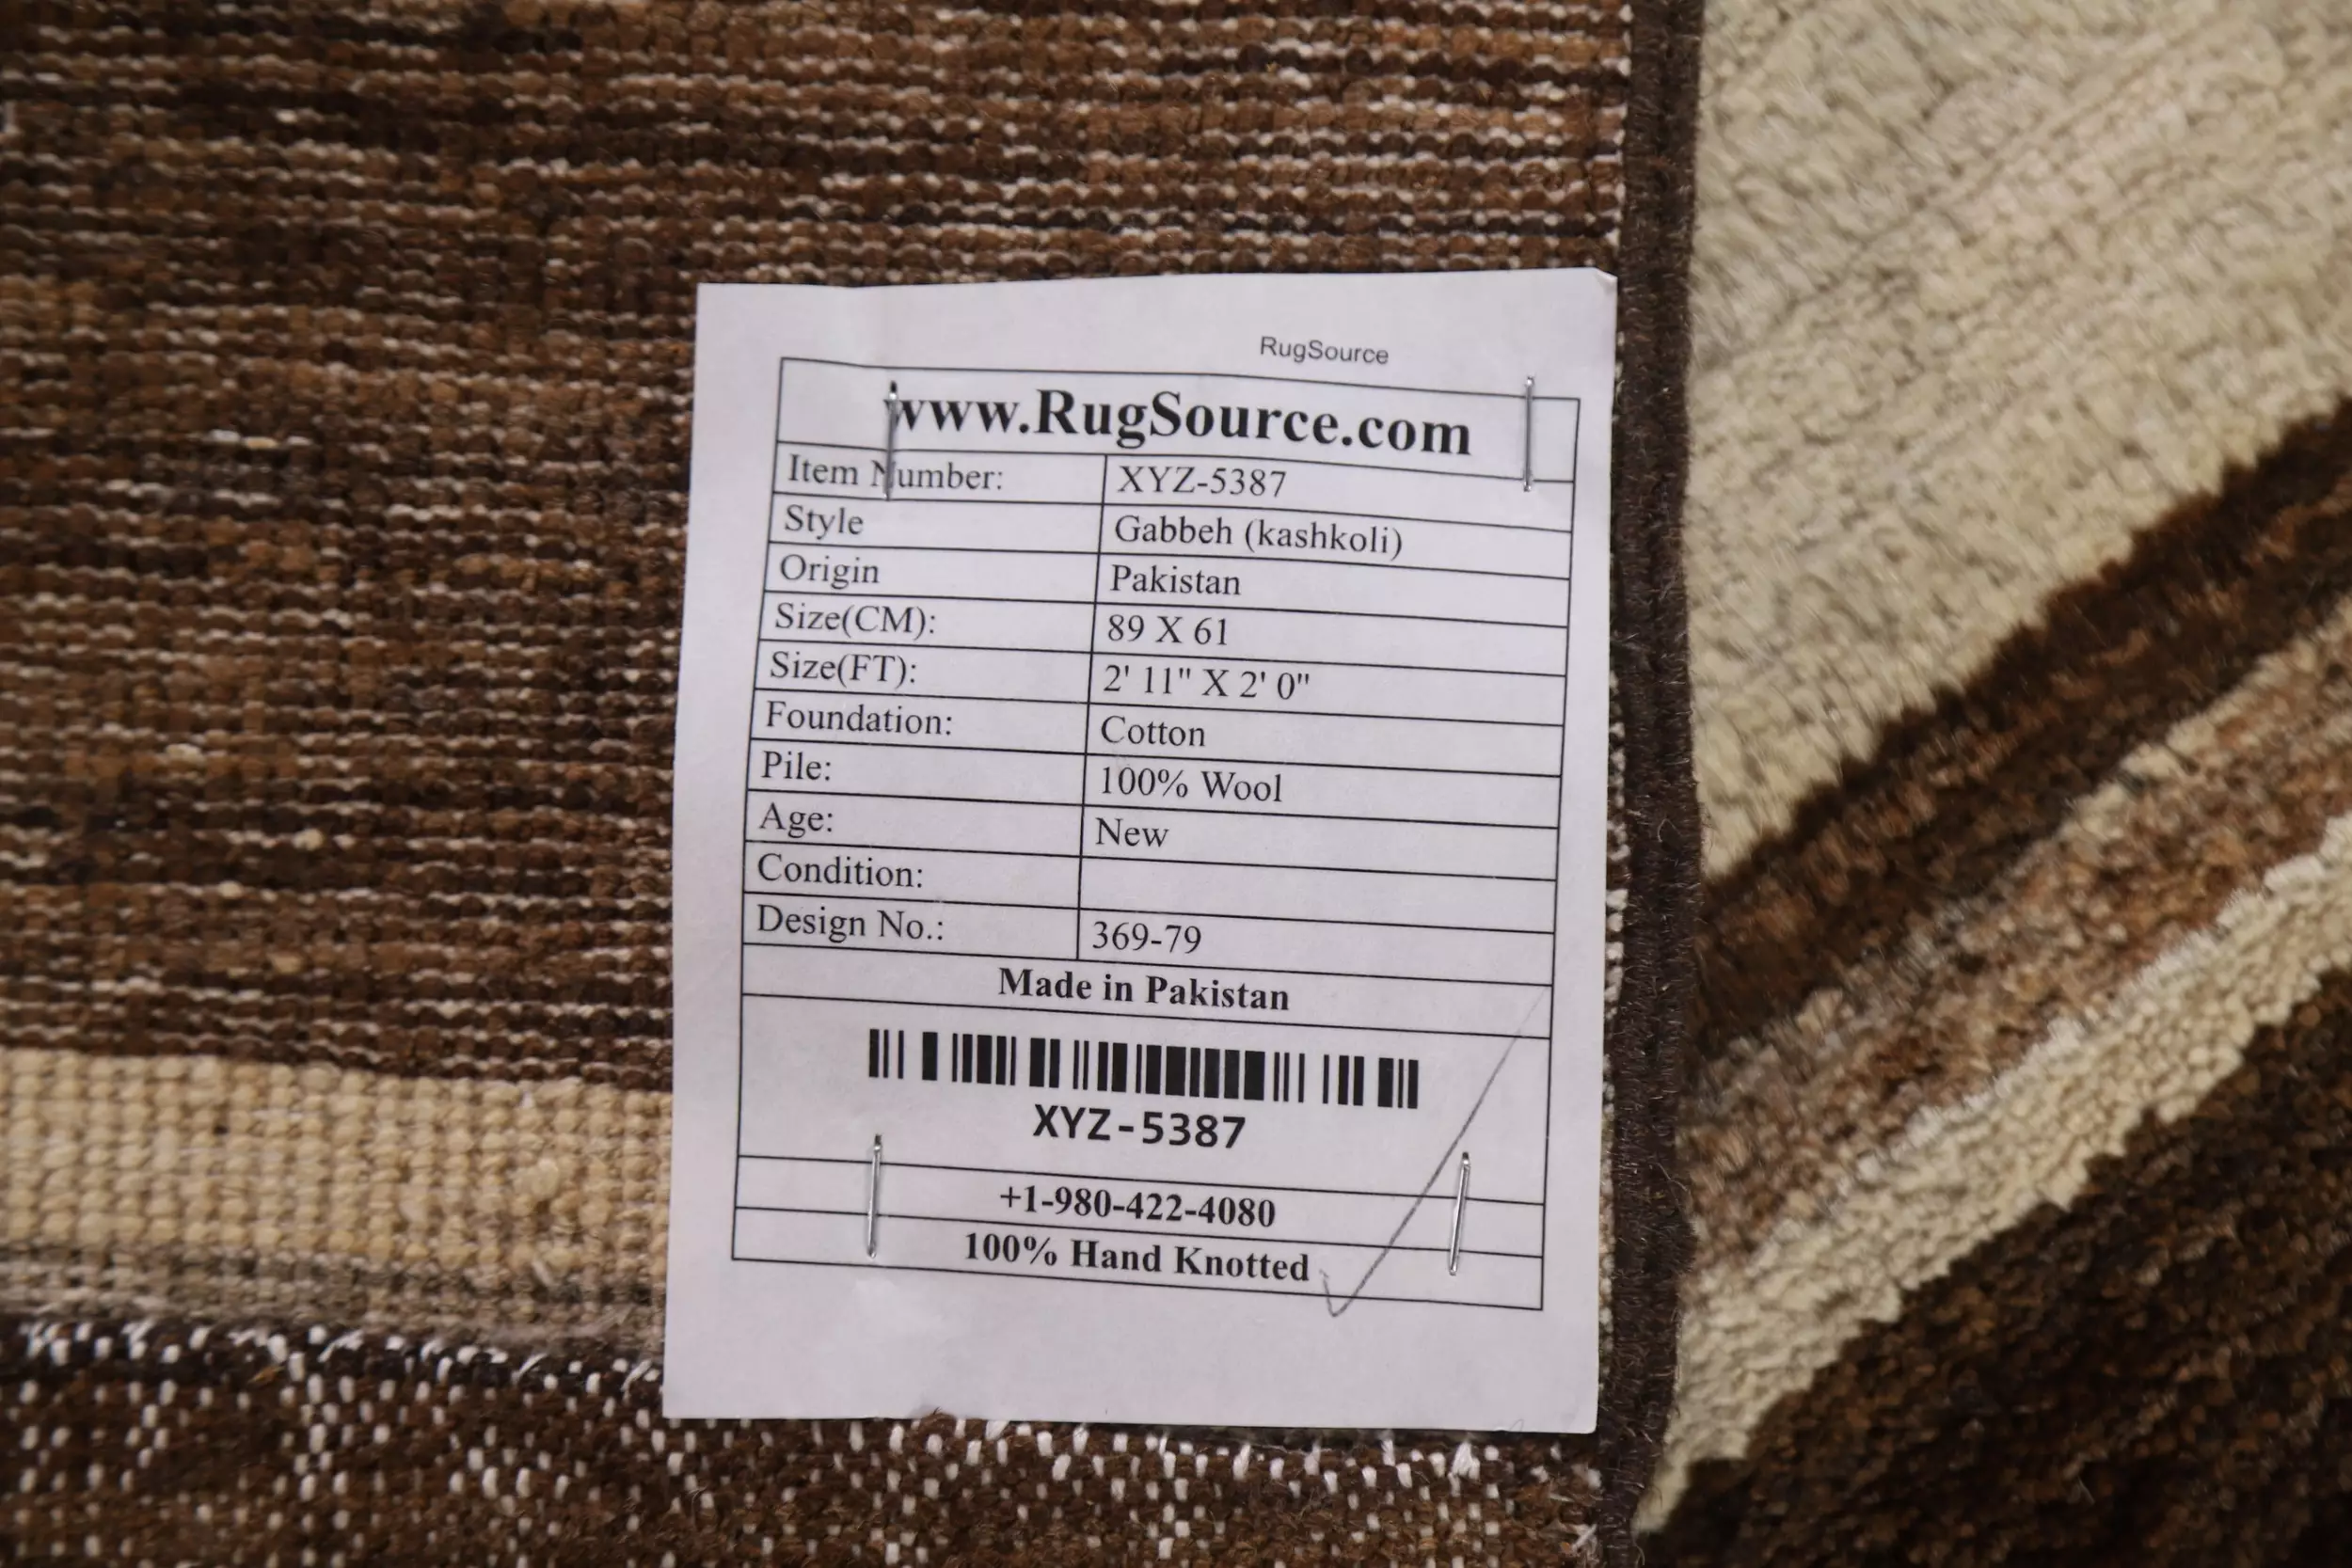 RugSource
www.RugSource.com
Item Number: XYZ-5387
Style Gabbeh (kashkoli)
Origin Pakistan
Size(CM): 89 X 61
Size(FT): 2' 11" X 2' 0"
Foundation: Cotton
Pile: 100% Wool
Age: New
Condition:
Design No.: 369-79
Made in Pakistan
XYZ-5387
+1-980-422-4080
100% Hand Knotted